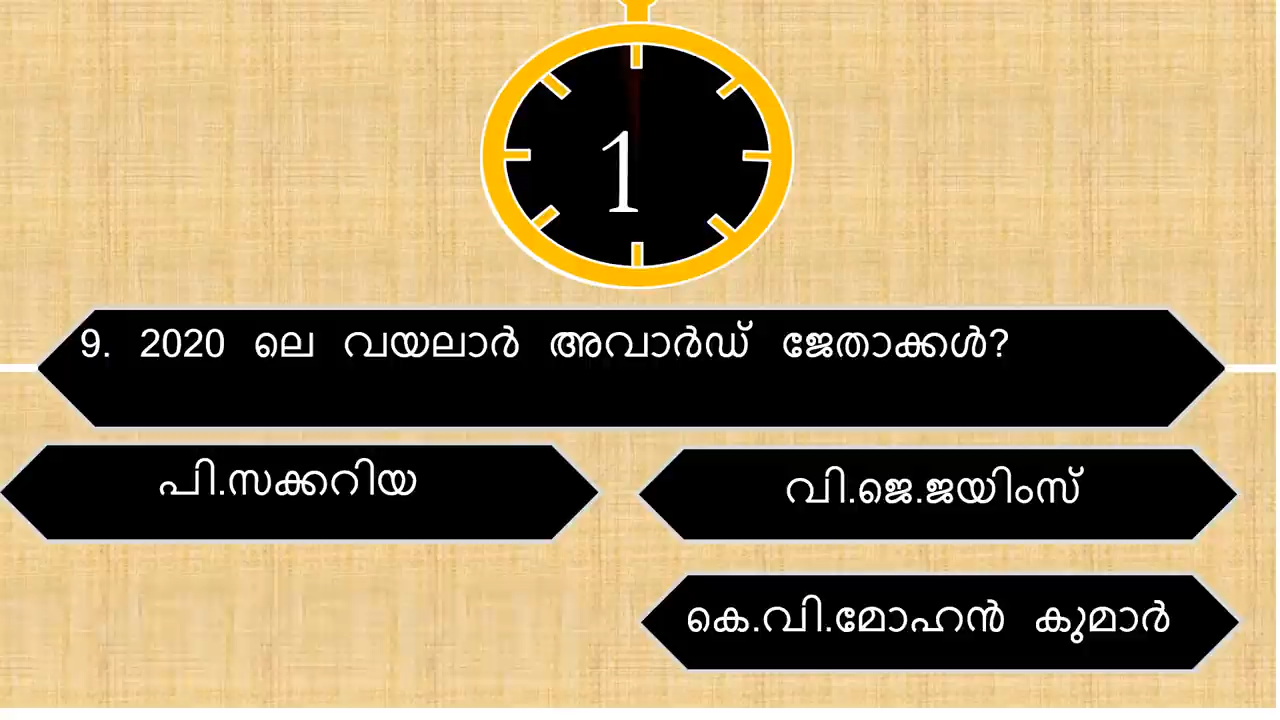 1
9. 2020 ലെ വയലാർ അവാർഡ് ജേതാക്കൾ?
പി.സക്കറിയ
വി.ജെ.ജയിംസ്
കെ.വി.മോഹൻ കുമാർ